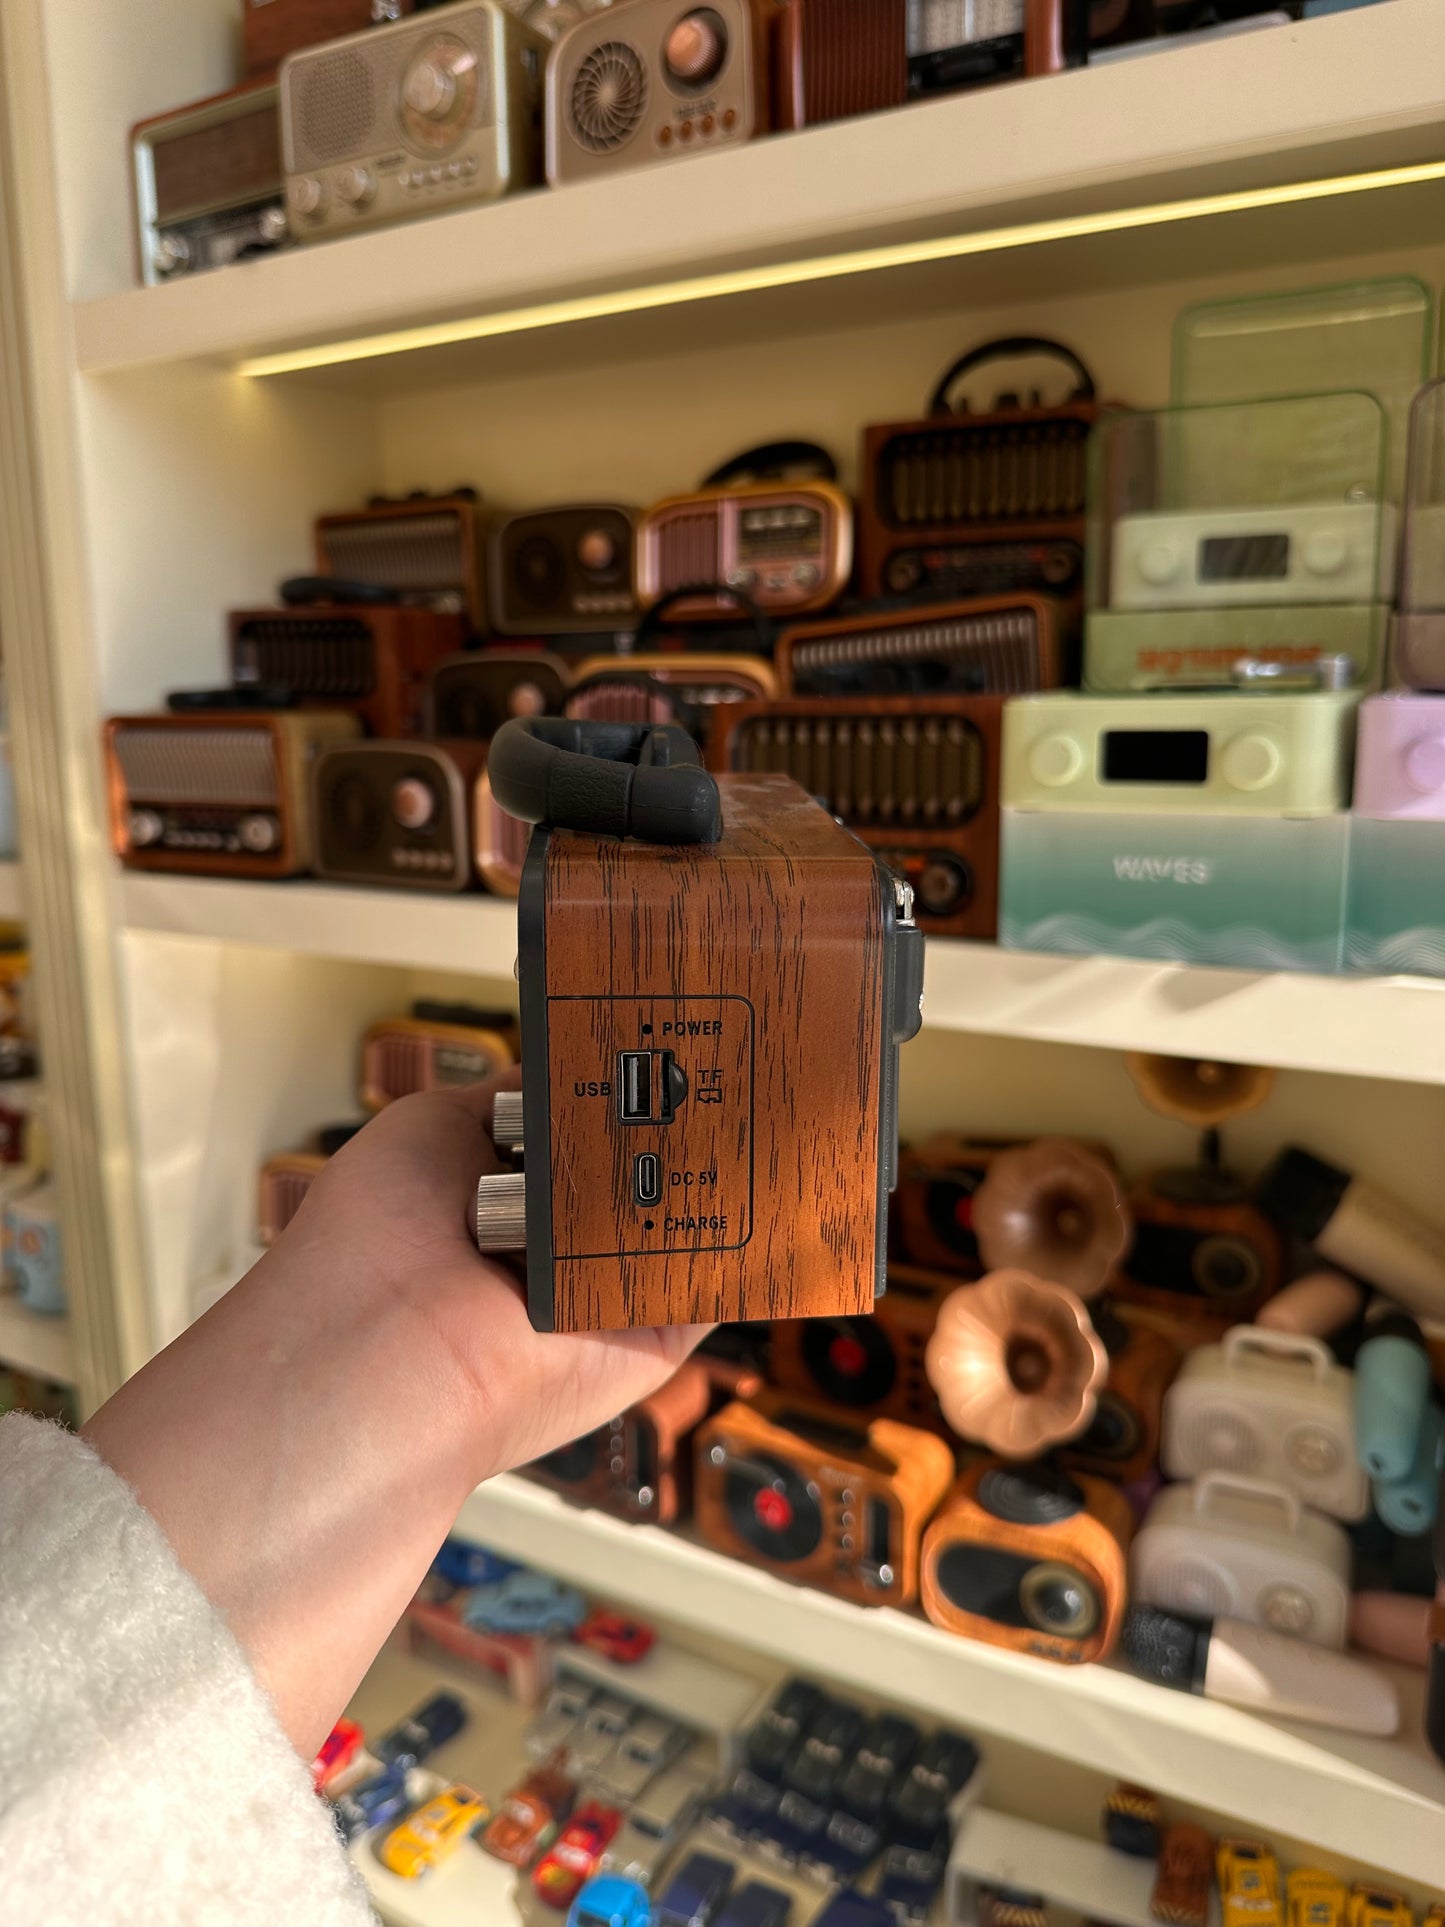 POWER
USB
TF
DC 5V
CHARGE
WAVES